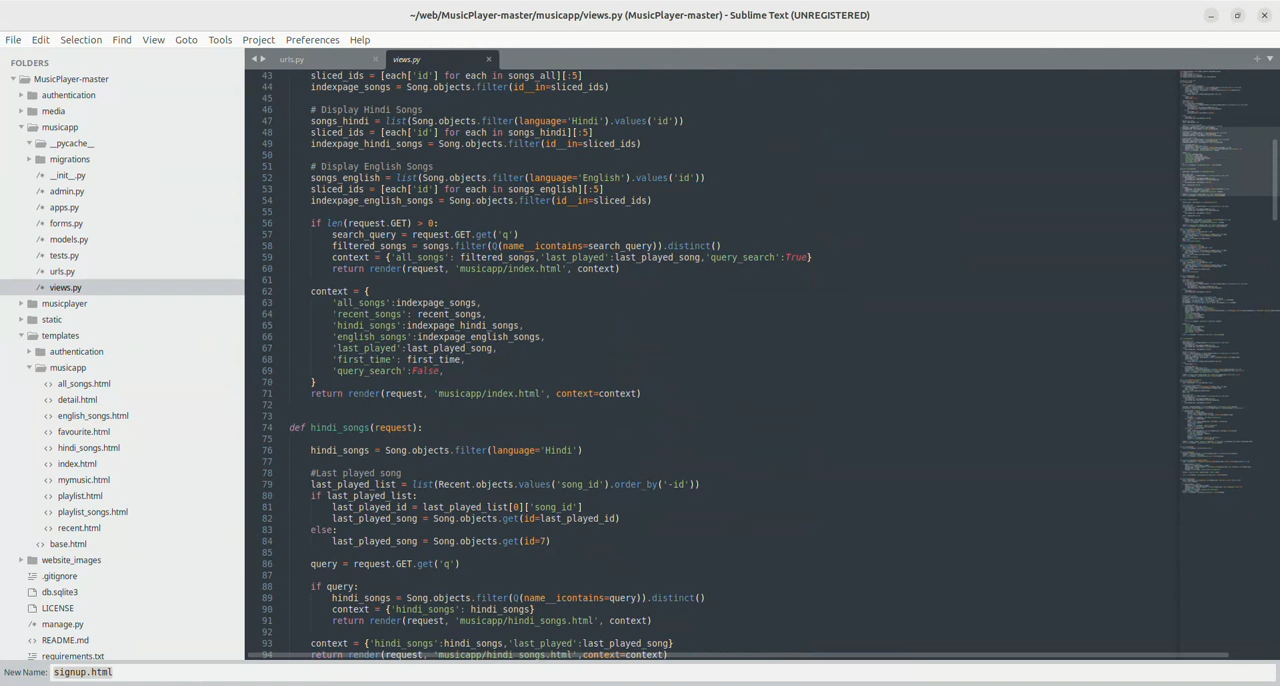 ~/web/MusicPlayer-master/musicapp/views.py (MusicPlayer-master) - Sublime Text (UNREGISTERED)
File Edit Selection Find View Goto Tools Project Preferences Help
FOLDERS
MusicPlayer-master
authentication
media
musicapp
__pycache__
migrations
__init__.py
admin.py
apps.py
forms.py
models.py
tests.py
urls.py
views.py
musicplayer
static
templates
authentication
musicapp
all_songs.html
detail.html
english_songs.html
favourite.html
hindi_songs.html
index.html
mymusic.html
playlist.html
playlist_songs.html
recent.html
base.html
website_images
.gitignore
db.sqlite3
LICENSE
manage.py
README.md
requirements.txt
urls.py views.py
43 sliced_ids = [each['id'] for each in songs_all][:5]
44 indexpage_songs = Song.objects.filter(id__in=sliced_ids)
45
46 # Display Hindi Songs
47 songs_hindi = list(Song.objects.filter(language='Hindi').values('id'))
48 sliced_ids = [each['id'] for each in songs_hindi][:5]
49 indexpage_hindi_songs = Song.objects.filter(id__in=sliced_ids)
50
51 # Display English Songs
52 songs_english = list(Song.objects.filter(language='English').values('id'))
53 sliced_ids = [each['id'] for each in songs_english][:5]
54 indexpage_english_songs = Song.objects.filter(id__in=sliced_ids)
55
56 if len(request.GET) > 0:
57 search_query = request.GET.get('q')
58 filtered_songs = songs.filter(Q(name__icontains=search_query)).distinct()
59 context = {'all_songs': filtered_songs,'last_played':last_played_song,'query_search':True}
60 return render(request, 'musicapp/index.html', context)
61
62 context = {
63 'all_songs':indexpage_songs,
64 'recent_songs': recent_songs,
65 'hindi_songs':indexpage_hindi_songs,
66 'english_songs':indexpage_english_songs,
67 'last_played':last_played_song,
68 'first_time': first_time,
69 'query_search':False,
70 }
71 return render(request, 'musicapp/index.html', context=context)
72
73
74 def hindi_songs(request):
75
76 hindi_songs = Song.objects.filter(language='Hindi')
77
78 #Last played song
79 last_played_list = list(Recent.objects.values('song_id').order_by('-id'))
80 if last_played_list:
81 last_played_id = last_played_list[0]['song_id']
82 last_played_song = Song.objects.get(id=last_played_id)
83 else:
84 last_played_song = Song.objects.get(id=7)
85
86 query = request.GET.get('q')
87
88 if query:
89 hindi_songs = Song.objects.filter(Q(name__icontains=query)).distinct()
90 context = {'hindi_songs': hindi_songs}
91 return render(request, 'musicapp/hindi_songs.html', context)
92
93 context = {'hindi_songs':hindi_songs,'last_played':last_played_song}
94 return render(request, 'musicapp/hindi_songs.html',context=context)
New Name: signup.html